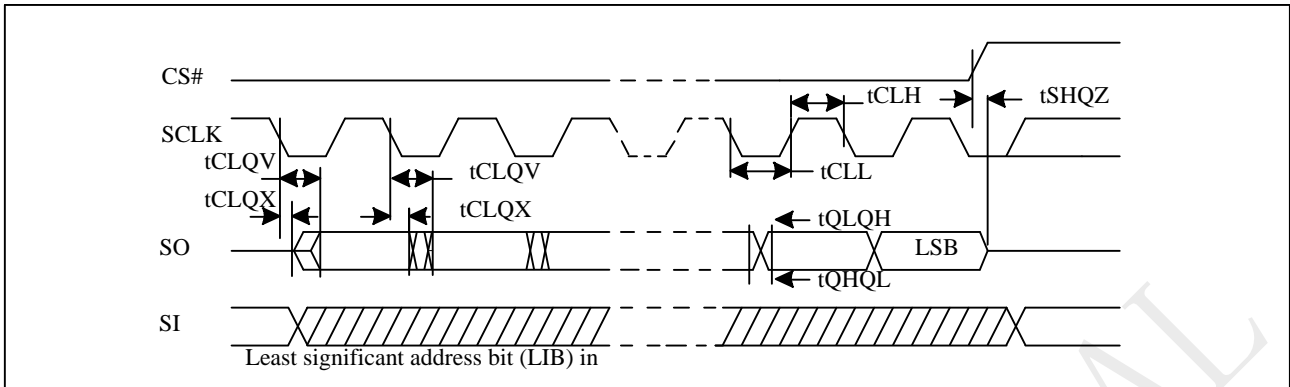 CS#
tCLH
tSHQZ
SCLK
tCLQV
tCLQV
tCLL
tCLQX
tCLQX
tQLQH
SO
LSB
tQHQL
SI
Least significant address bit (LIB) in
AL